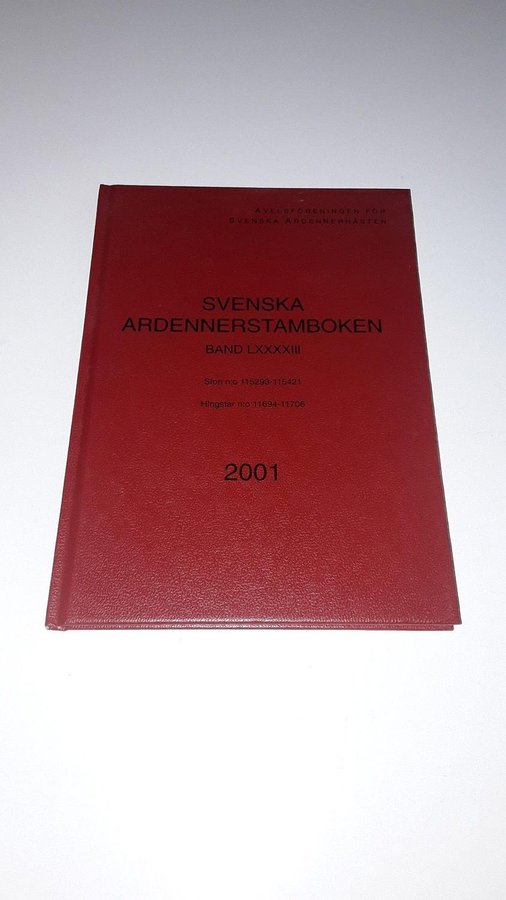 AVELSFÖRENINGEN FÖR
SVENSKA ARDENNERHÄSTEN
SVENSKA
ARDENNERSTAMBOKEN
BAND LXXXXIII
Ston n:o 115293-115421
Hingstar n:o 11694-11706
2001